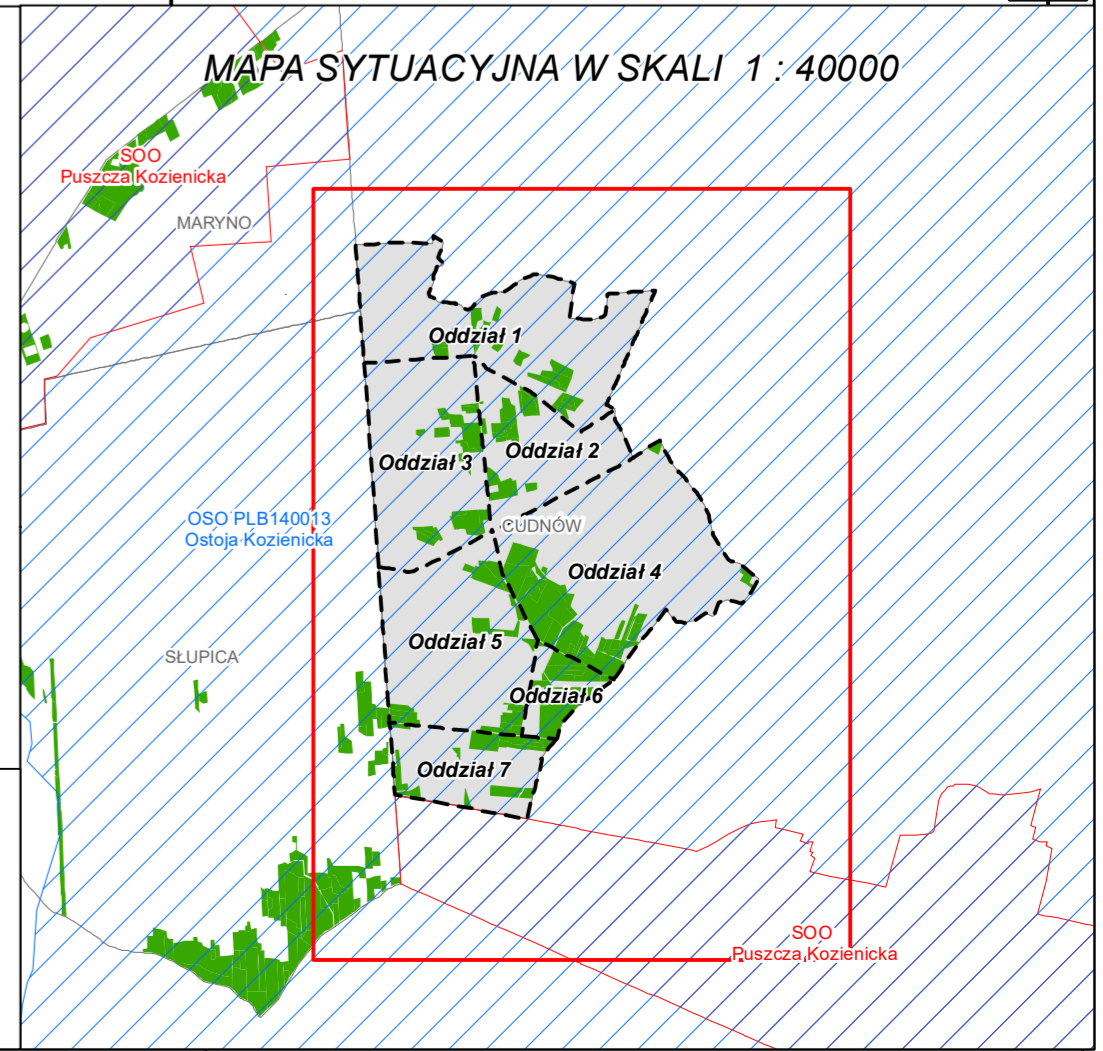 MAPA SYTUACYJNA W SKALI 1 : 40000
SOO
Puszcza Kozienicka
MARYNO
Oddział 1
Oddział 2
Oddział 3
OSO PLB140013
Ostoja Kozienicka
CUDNÓW
Oddział 4
Oddział 5
SŁUPICA
Oddział 6
Oddział 7
SOO
Puszcza Kozienicka